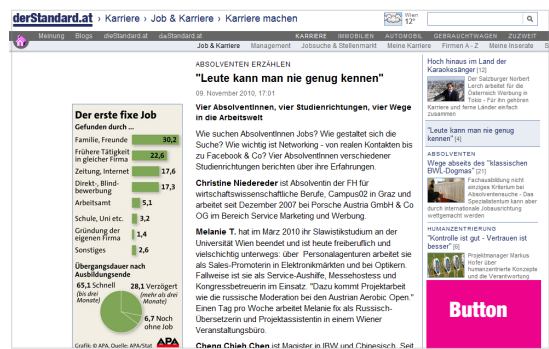 derStandard.at › Karriere › Job & Karriere › Karriere machen
Wien
12°
Meinung Blogs dieStandard.at daStandard.at KARRIERE IMMOBILIEN AUTOMOBIL GEBRAUCHTWAGEN ZUZWEIT
Job & Karriere Management Jobsuche & Stellenmarkt Meine Karriere Firmen A - Z Meine Inserate
ABSOLVENTEN ERZÄHLEN
"Leute kann man nie genug kennen"
09. November 2010, 17:01
Vier AbsolventInnen, vier Studienrichtungen, vier Wege
in die Arbeitswelt
Wie suchen AbsolventInnen Jobs? Wie gestaltet sich die
Suche? Wie wichtig ist Networking - von realen Kontakten bis
zu Facebook & Co? Vier AbsolventInnen verschiedener
Studienrichtungen berichten über ihre Erfahrungen.
Christine Niedereder ist Absolventin der FH für
wirtschaftswissenschaftliche Berufe, Campus02 in Graz und
arbeitet seit Dezember 2007 bei Porsche Austria GmbH & Co
OG im Bereich Service Marketing und Werbung.
Melanie T. hat im März 2010 ihr Slawistikstudium an der
Universität Wien beendet und ist heute freiberuflich und
vielschichtig unterwegs: über Personalagenturen arbeitet sie
als Sales-Promoterin in Elektromärkten und bei Optikern.
Fallweise ist sie als Service-Aushilfe, Messehostess und
Kongressbetreuerin im Einsatz. "Dazu kommt Projektarbeit
wie die russische Moderation bei den Austrian Aerobic Open."
Einen Tag pro Woche arbeitet Melanie fix als Russisch-
Übersetzerin und Projektassistentin in einem Wiener
Veranstaltungsbüro.
Cheng Chieh Chen ist Magister IBW und Chinesisch. Seit
Der erste fixe Job
Gefunden durch ...
Familie, Freunde 30,2
Frühere Tätigkeit
in gleicher Firma 22,6
Zeitung, Internet 17,6
Direkt-, Blind-
bewerbung 17,3
Arbeitsamt 5,1
Schule, Uni etc. 3,2
Gründung der
eigenen Firma 1,4
Sonstiges 2,6
Übergangsdauer nach
Ausbildungsende
65,1 Schnell 28,1 Verzögert
(bis drei (mehr als drei
Monate) Monate)
6,7 Noch
ohne Job
Grafik: © APA, Quelle: APA/Stat APA
Hoch hinaus im Land der
Karaokesänger [12]
Der Salzburger Norbert
Lerch arbeitet für die
Österreich Werbung in
Tokio - Für ihn gehören
Karriere und ferne Länder einfach
zusammen
"Leute kann man nie genug
kennen" [4]
ABSOLVENTEN
Wege abseits des "klassischen
BWL-Dogmas" [21]
Fachausbildung nicht
einziges Kriterium bei
Absolventensuche - Das
Spezialistentum kann aber
durch internationale Jobausrichtung
wettgemacht werden
HUMANZENTRIERUNG
"Kontrolle ist gut - Vertrauen ist
besser" [6]
Projektmanager Markus
Hofer über
humanzentrierte Konzepte
und die Verantwortung
Button